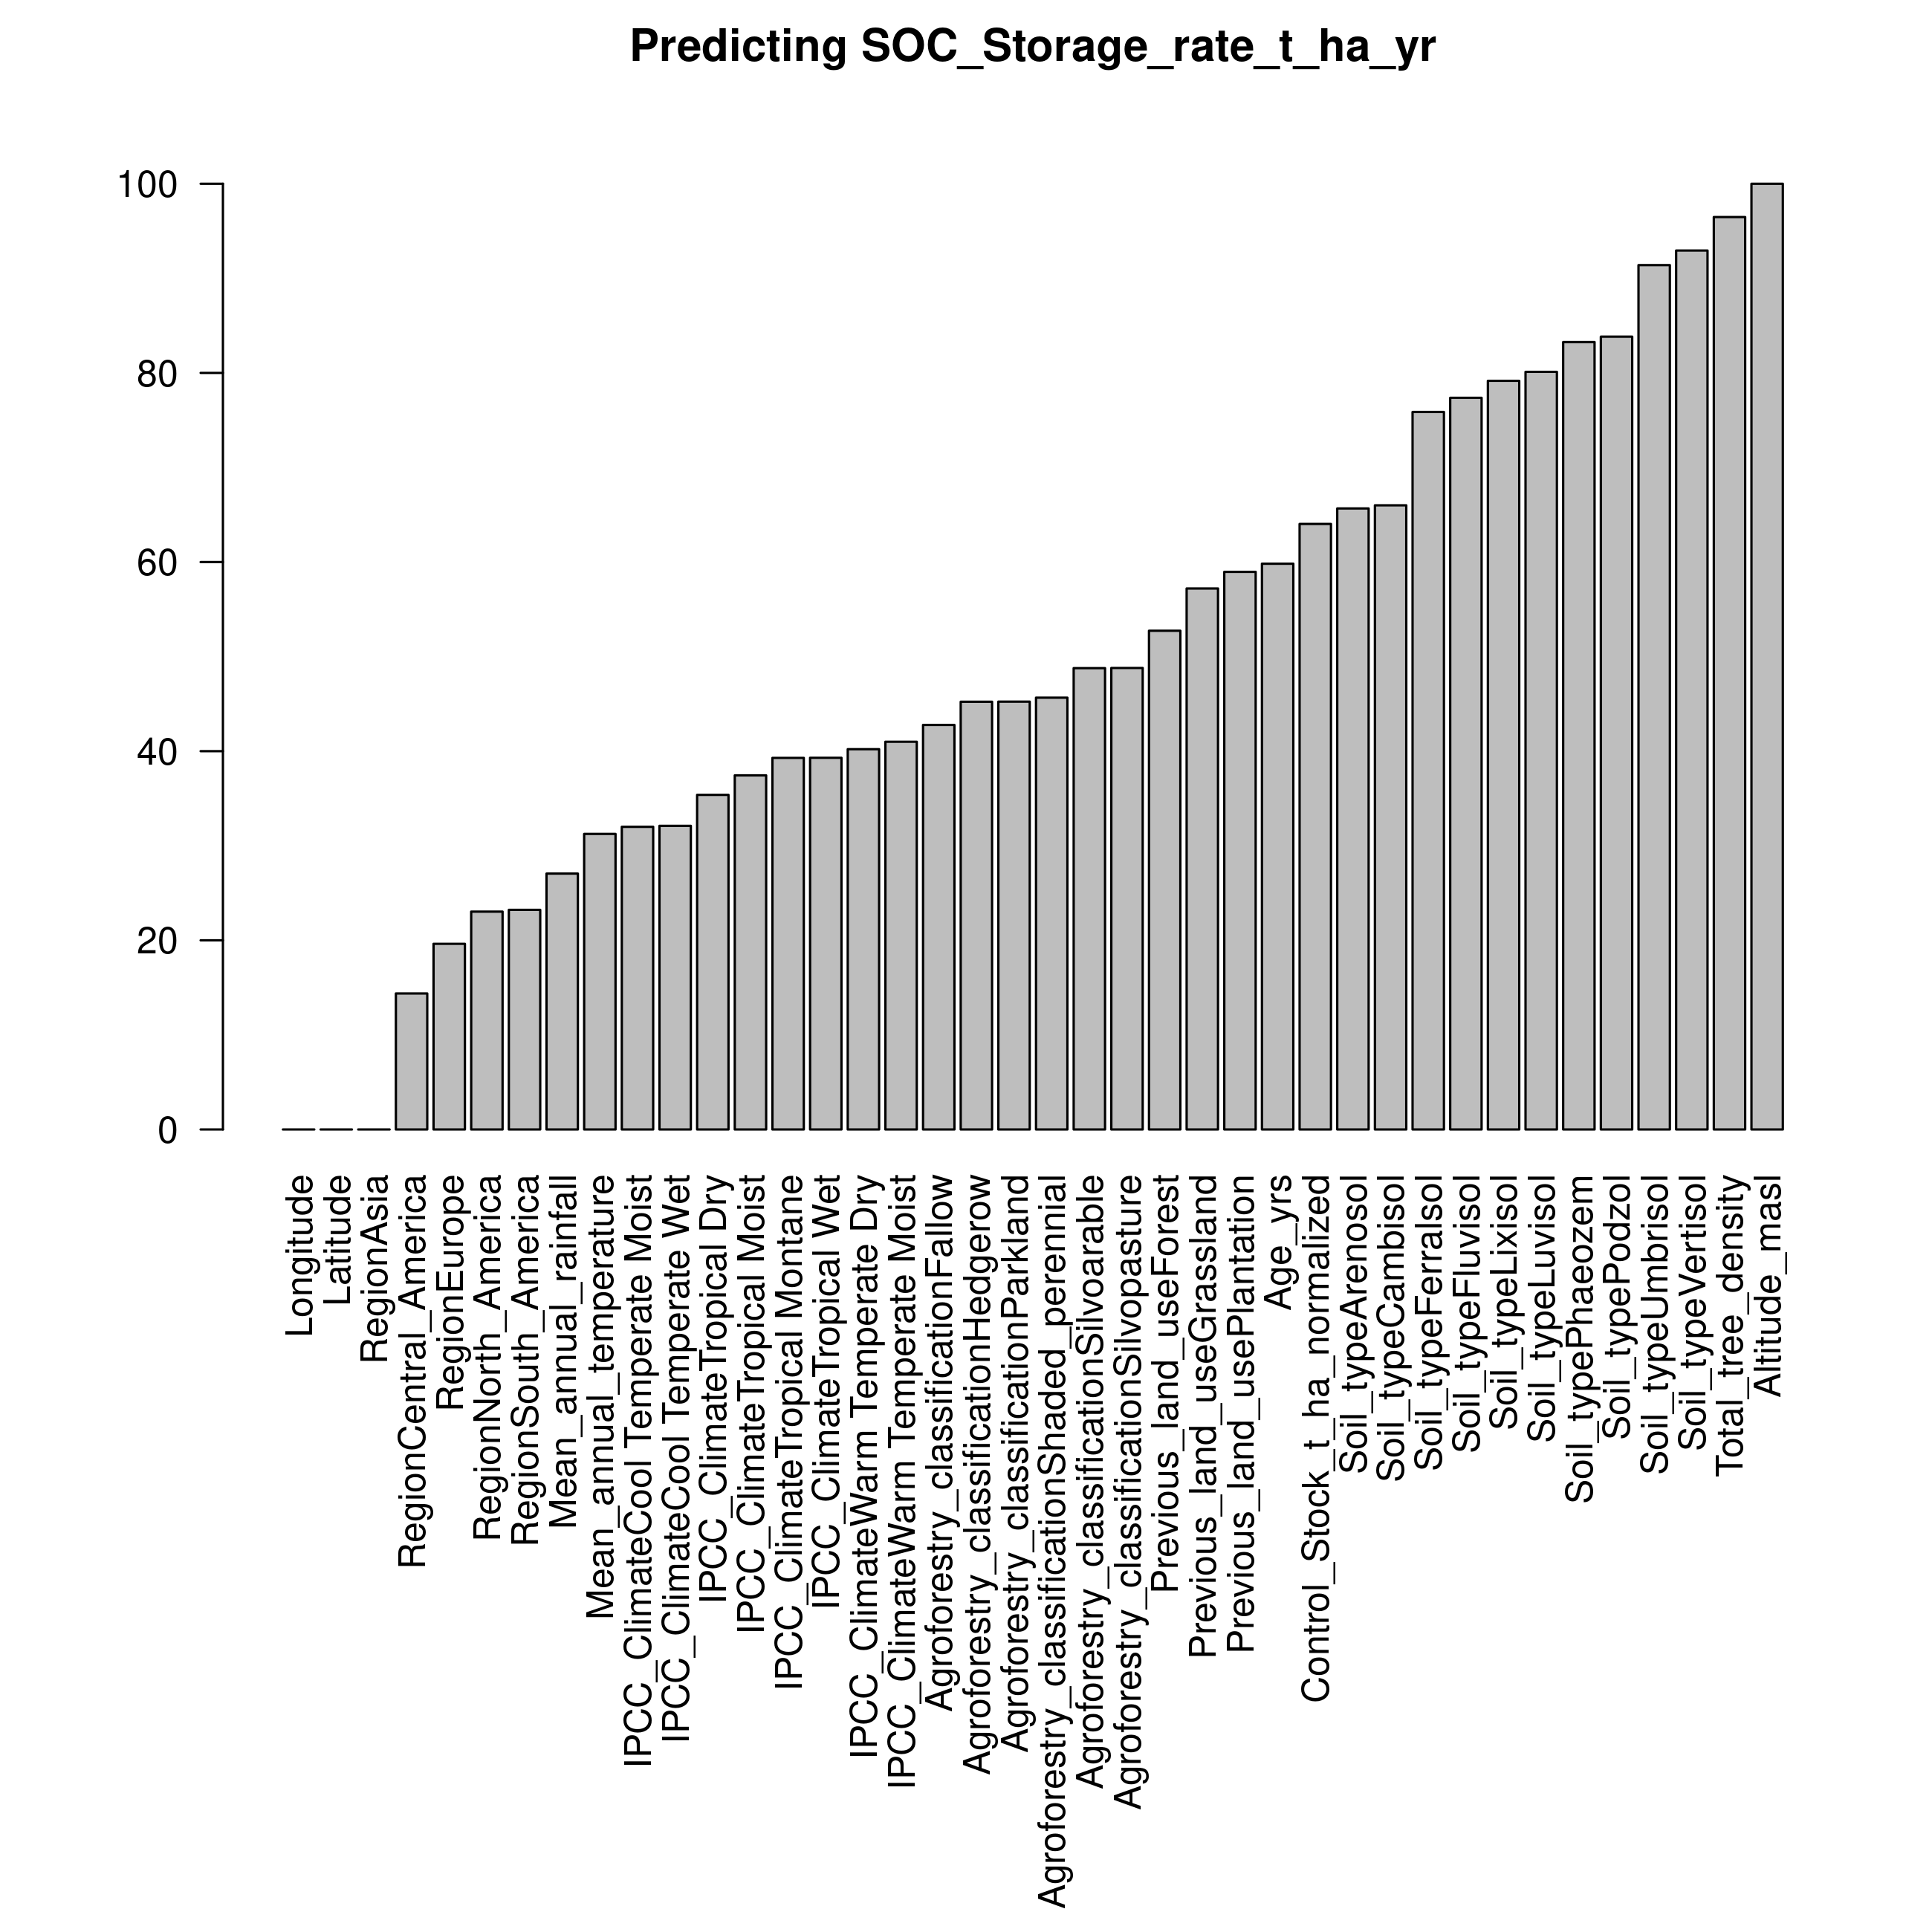 Predicting SOC_Storage_rate_t_ha_yr
100
80
60
40
20
0
Longitude
Latitude
RegionAsia
RegionCentral_America
RegionEurope
RegionNorth_America
RegionSouth_America
Mean_annual_rainfall
Mean_annual_temperature
IPCC_ClimateCool Temperate Moist
IPCC_ClimateCool Temperate Wet
IPCC_ClimateTropical Dry
IPCC_ClimateTropical Moist
IPCC_ClimateTropical Montane
IPCC_ClimateTropical Wet
IPCC_ClimateWarm Temperate Dry
IPCC_ClimateWarm Temperate Moist
Agroforestry_classificationFallow
Agroforestry_classificationHedgerow
Agroforestry_classificationParkland
Agroforestry_classificationShaded_perennial
Agroforestry_classificationSilvoarable
Agroforestry_classificationSilvopasture
Previous_land_useForest
Previous_land_useGrassland
Previous_land_usePlantation
Age_yrs
Control_Stock_t_ha_normalized
Soil_typeArenosol
Soil_typeCambisol
Soil_typeFerralsol
Soil_typeFluvisol
Soil_typeLixisol
Soil_typeLuvisol
Soil_typePhaeozem
Soil_typePodzol
Soil_typeUmbrisol
Soil_typeVertisol
Total_tree_density
Altitude_masl